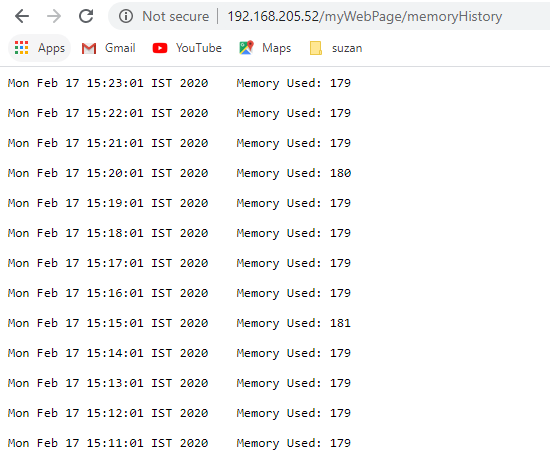 Not secure | 192.168.205.52/myWebPage/memoryHistory
Apps Gmail YouTube Maps suzan
Mon Feb 17 15:23:01 IST 2020 Memory Used: 179
Mon Feb 17 15:22:01 IST 2020 Memory Used: 179
Mon Feb 17 15:21:01 IST 2020 Memory Used: 179
Mon Feb 17 15:20:01 IST 2020 Memory Used: 180
Mon Feb 17 15:19:01 IST 2020 Memory Used: 179
Mon Feb 17 15:18:01 IST 2020 Memory Used: 179
Mon Feb 17 15:17:01 IST 2020 Memory Used: 179
Mon Feb 17 15:16:01 IST 2020 Memory Used: 179
Mon Feb 17 15:15:01 IST 2020 Memory Used: 181
Mon Feb 17 15:14:01 IST 2020 Memory Used: 179
Mon Feb 17 15:13:01 IST 2020 Memory Used: 179
Mon Feb 17 15:12:01 IST 2020 Memory Used: 179
Mon Feb 17 15:11:01 IST 2020 Memory Used: 179